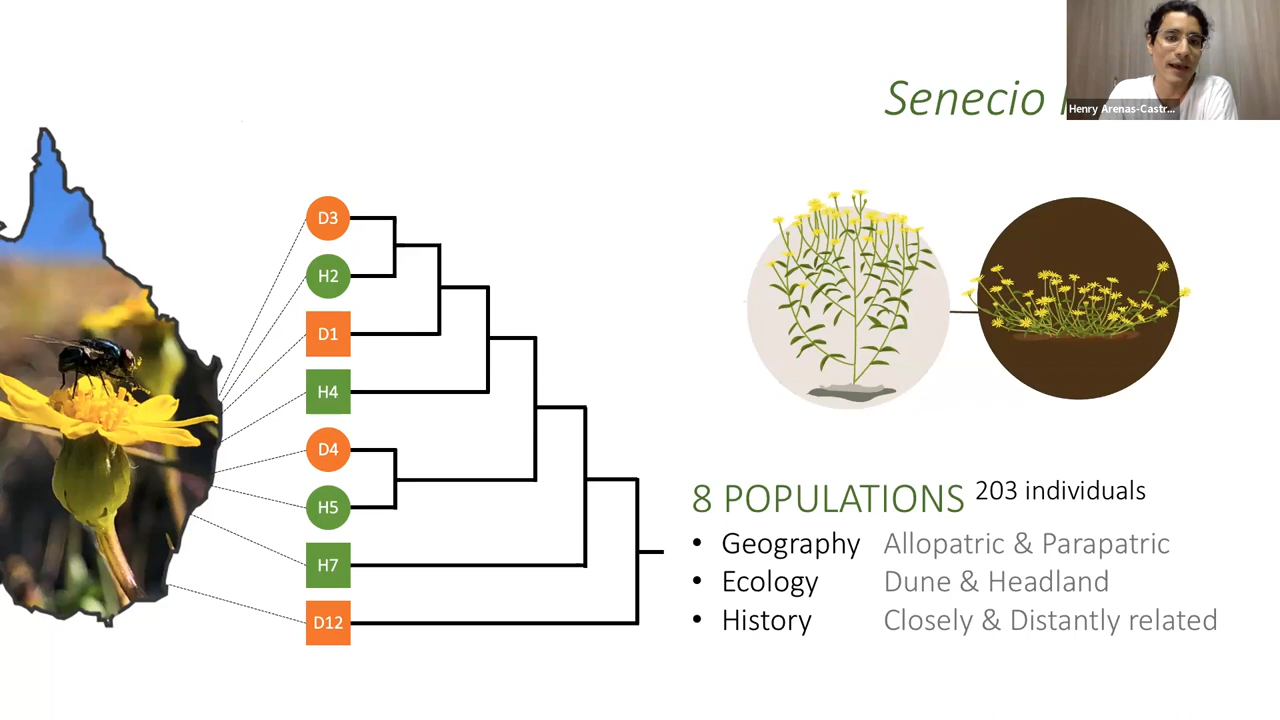 Senecio
Henry Arenas-Castr...
D3
H2
D1
H4
D4
H5
H7
D12
8 POPULATIONS 203 individuals
• Geography Allopatric & Parapatric
• Ecology Dune & Headland
• History Closely & Distantly related